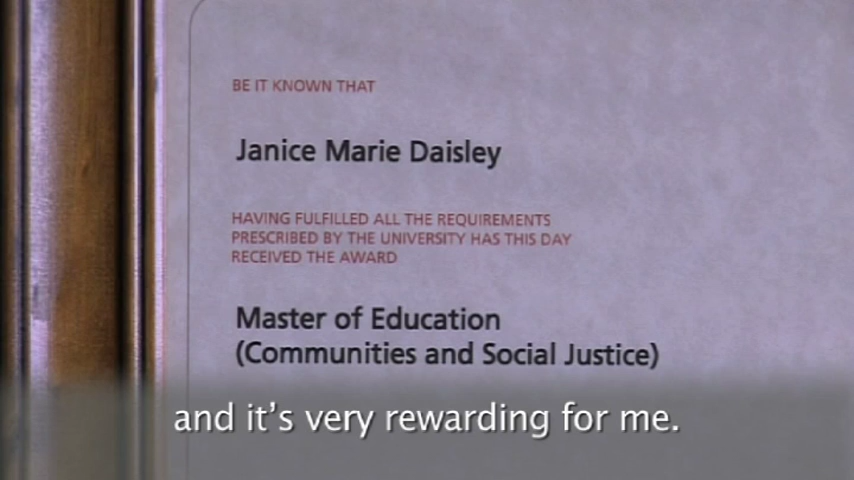 BE IT KNOWN THAT
Janice Marie Daisley
HAVING FULFILLED ALL THE REQUIREMENTS
PRESCRIBED BY THE UNIVERSITY HAS THIS DAY
RECEIVED THE AWARD
Master of Education
(Communities and Social Justice)
and it's very rewarding for me.